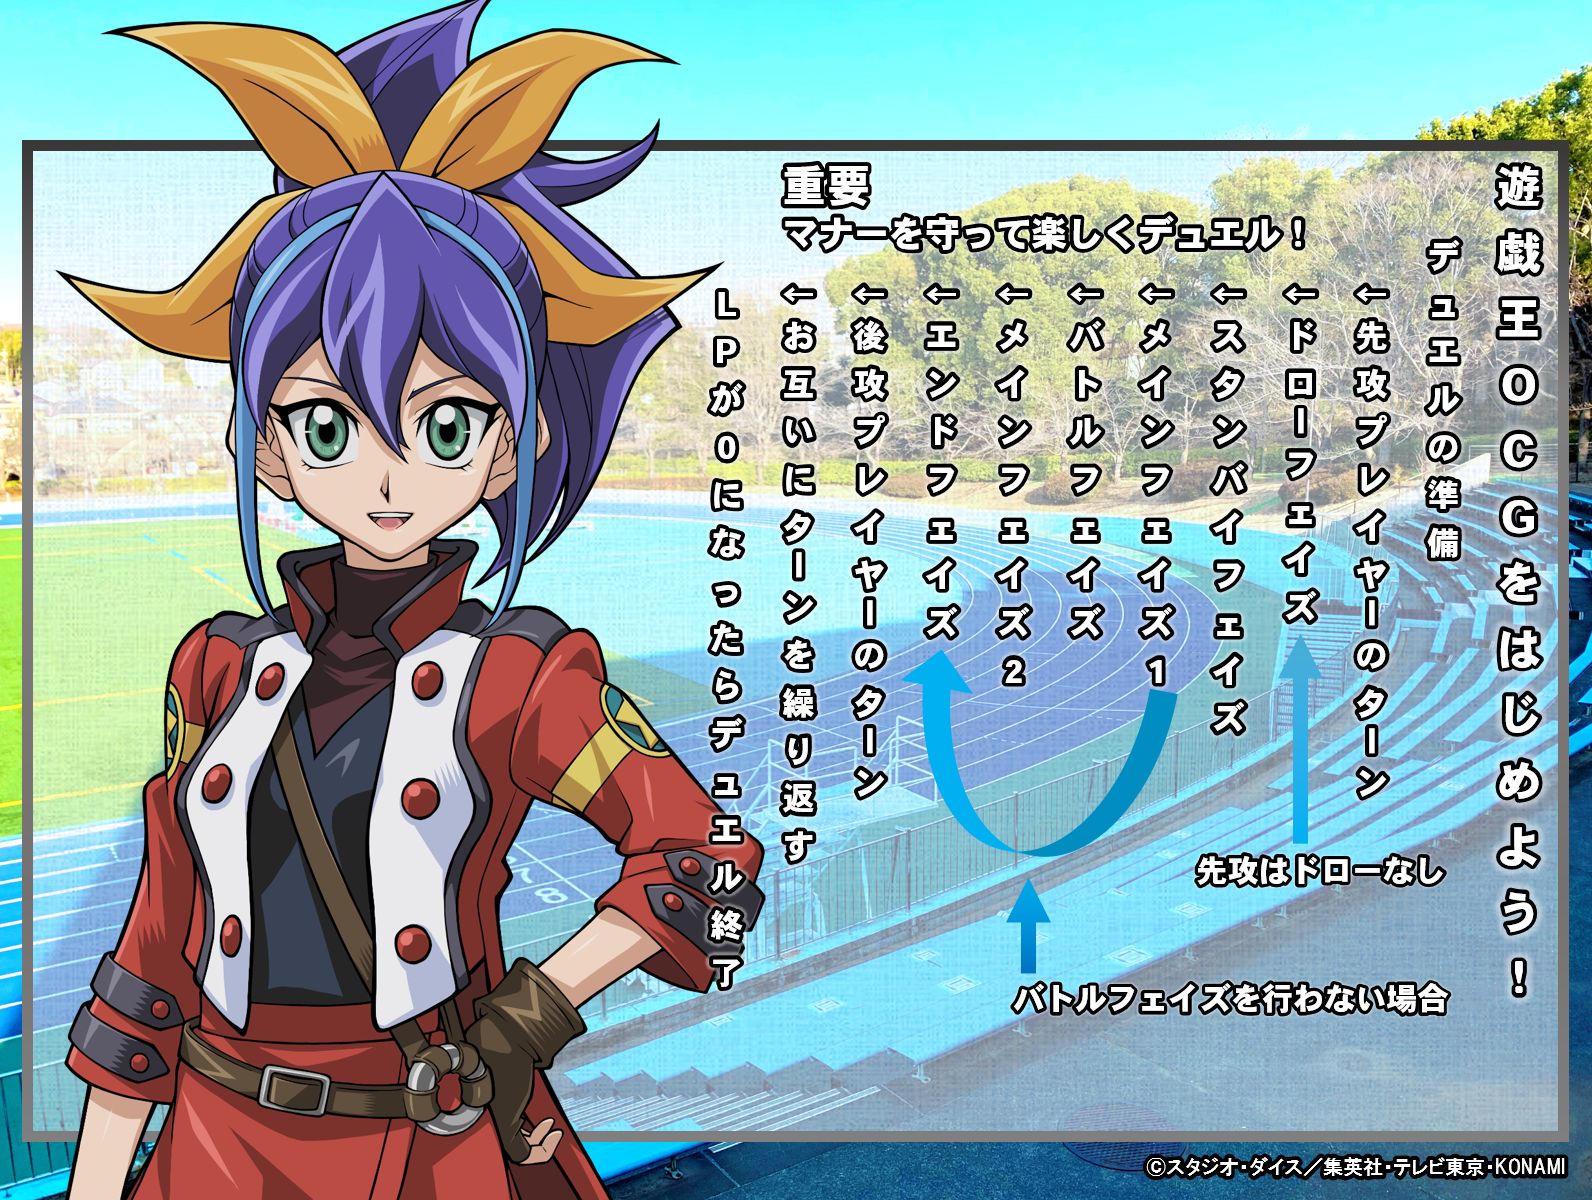 遊戯王ＯＣＧをはじめよう！
デュエルの準備
←先攻プレイヤーのターン
←ドローフェイズ
先攻はドローなし
←スタンバイフェイズ
←メインフェイズ１
←バトルフェイズ
←メインフェイズ２
←エンドフェイズ
バトルフェイズを行わない場合
←後攻プレイヤーのターン
←お互いにターンを繰り返す
ＬＰが０になったらデュエル終了
重要
マナーを守って楽しくデュエル！
78
©スタジオ・ダイス／集英社・テレビ東京・KONAMI